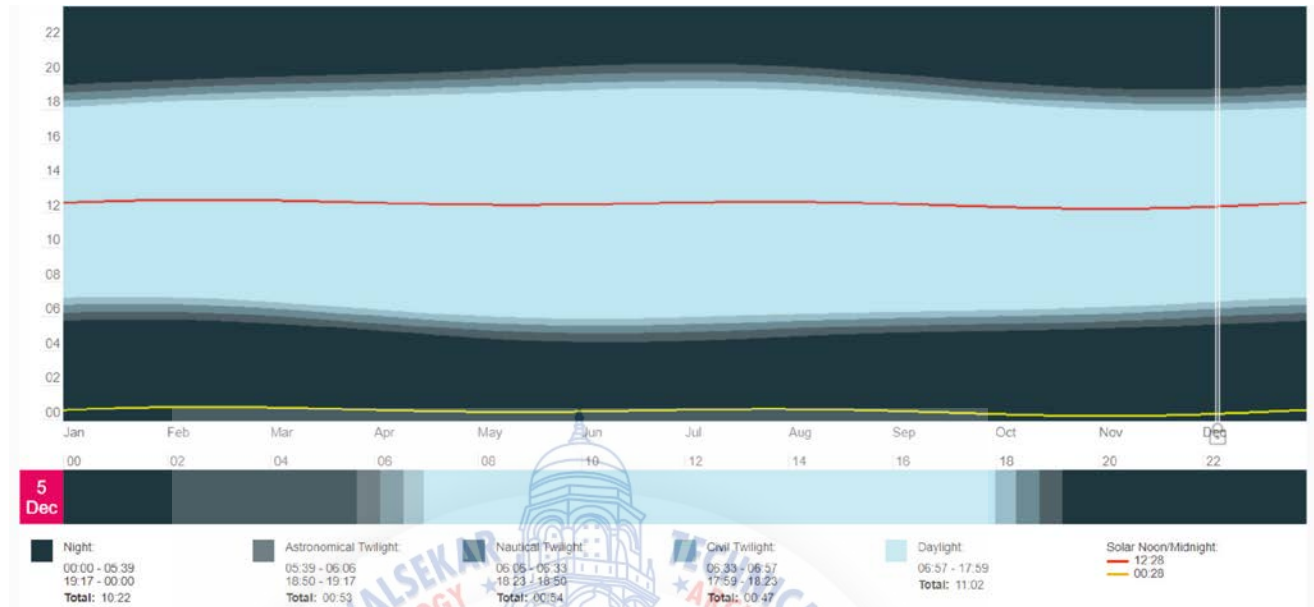 22
20
18
16
14
12
10
08
06
04
02
00
Jan Feb Mar Apr May Jun Jul Aug Sep Oct Nov Dec
00 02 04 06 08 10 12 14 16 18 20 22
5
Dec
Night: Astronomical Twilight: Nautical Twilight: Civil Twilight: Daylight: Solar Noon/Midnight:
00:00 - 05:39 05:39 - 06:06 06:05 - 06:33 06:33 - 06:57 06:57 - 17:59 12:28
19:17 - 00:00 18:50 - 19:17 18:23 - 18:50 17:59 - 18:23 Total: 11:02 00:28
Total: 10:22 Total: 00:53 Total: 00:54 Total: 00:47